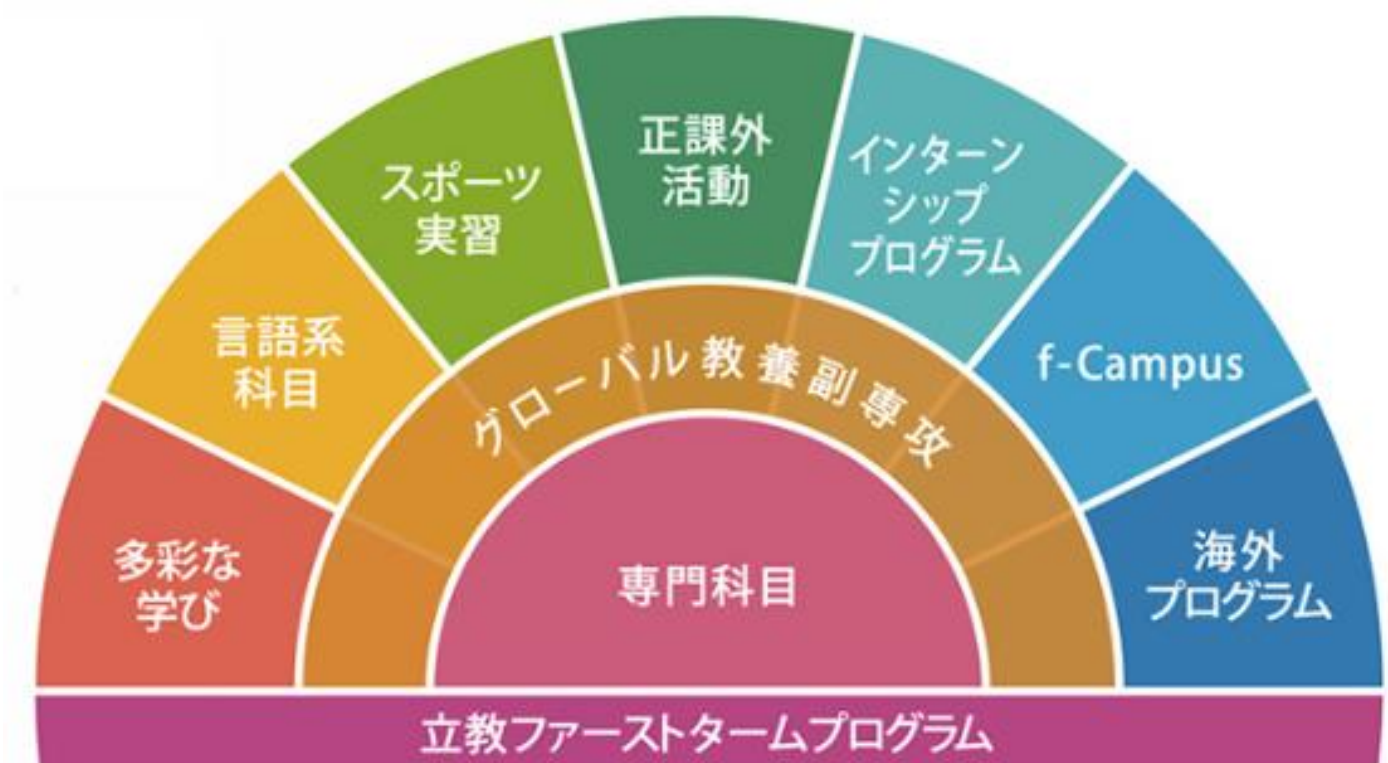 正課外
活動
スポーツ
実習
インターン
シップ
プログラム
言語系
科目
f-Campus
グローバル教養副専攻
多彩な
学び
専門科目
海外
プログラム
立教ファーストタームプログラム